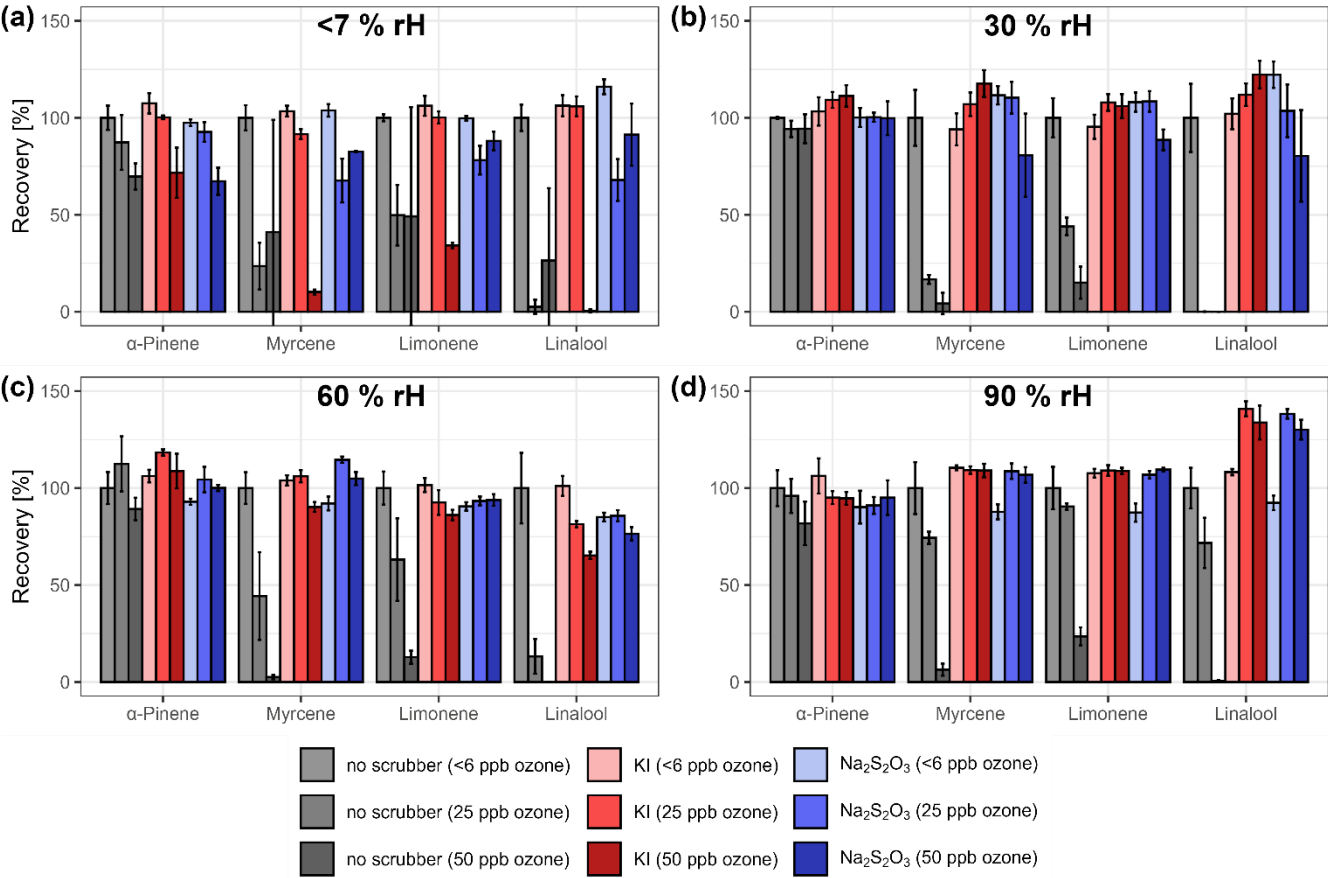 (a)
<7 % rH
Recovery [%]
150
100
50
0
α-Pinene Myrcene Limonene Linalool
(b)
30 % rH
150
100
50
0
α-Pinene Myrcene Limonene Linalool
(c)
60 % rH
Recovery [%]
150
100
50
0
α-Pinene Myrcene Limonene Linalool
(d)
90 % rH
150
100
50
0
α-Pinene Myrcene Limonene Linalool
no scrubber (<6 ppb ozone) KI (<6 ppb ozone) Na₂S₂O₃ (<6 ppb ozone)
no scrubber (25 ppb ozone) KI (25 ppb ozone) Na₂S₂O₃ (25 ppb ozone)
no scrubber (50 ppb ozone) KI (50 ppb ozone) Na₂S₂O₃ (50 ppb ozone)